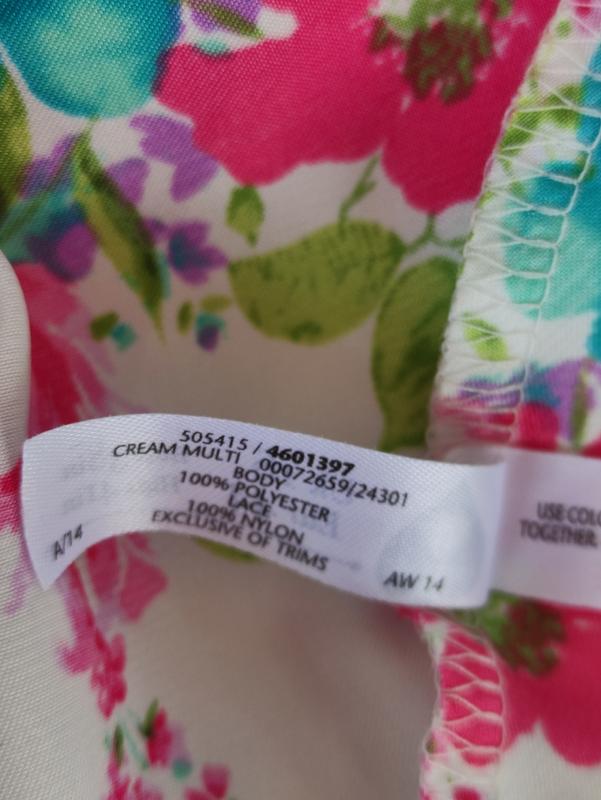 505415 / 4601397
CREAM MULTI 00072659/24301
BODY
100% POLYESTER
LACE
100% NYLON
EXCLUSIVE OF TRIMS
A/14
AW 14
USE COLO
TOGETHER.